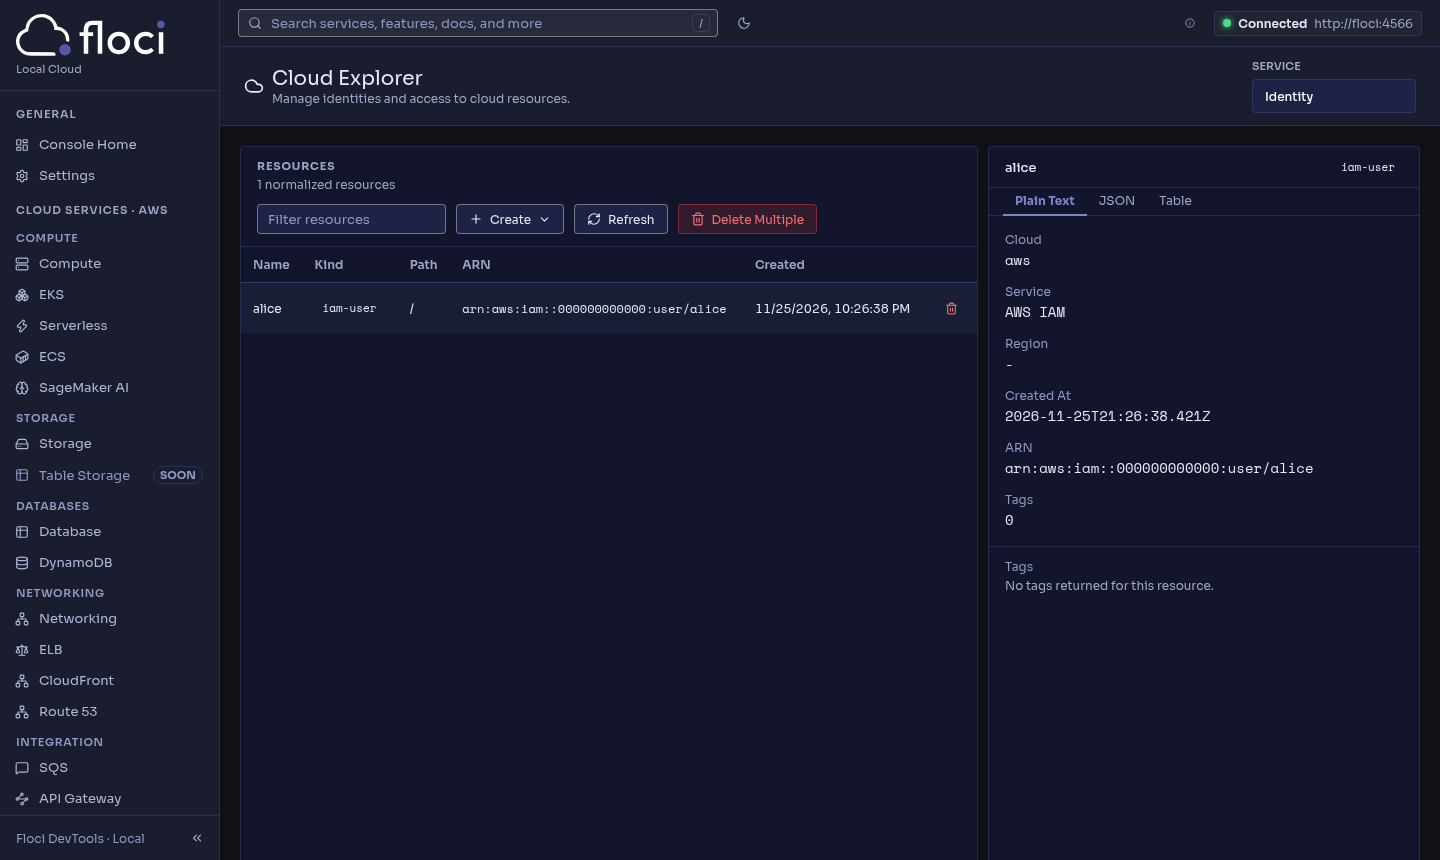 floci
Local Cloud
GENERAL
Console Home
Settings
CLOUD SERVICES · AWS
COMPUTE
Compute
EKS
Serverless
ECS
SageMaker AI
STORAGE
Storage
Table Storage SOON
DATABASES
Database
DynamoDB
NETWORKING
Networking
ELB
CloudFront
Route 53
INTEGRATION
SQS
API Gateway
Floci DevTools · Local
Search services, features, docs, and more /
Connected http://floci:4566
Cloud Explorer
Manage identities and access to cloud resources.
SERVICE
Identity
RESOURCES
1 normalized resources
Filter resources Create Refresh Delete Multiple
Name Kind Path ARN Created
alice iam-user / arn:aws:iam::000000000000:user/alice 11/25/2026, 10:26:38 PM
alice iam-user
Plain Text JSON Table
Cloud
aws
Service
AWS IAM
Region
-
Created At
2026-11-25T21:26:38.421Z
ARN
arn:aws:iam::000000000000:user/alice
Tags
0
Tags
No tags returned for this resource.